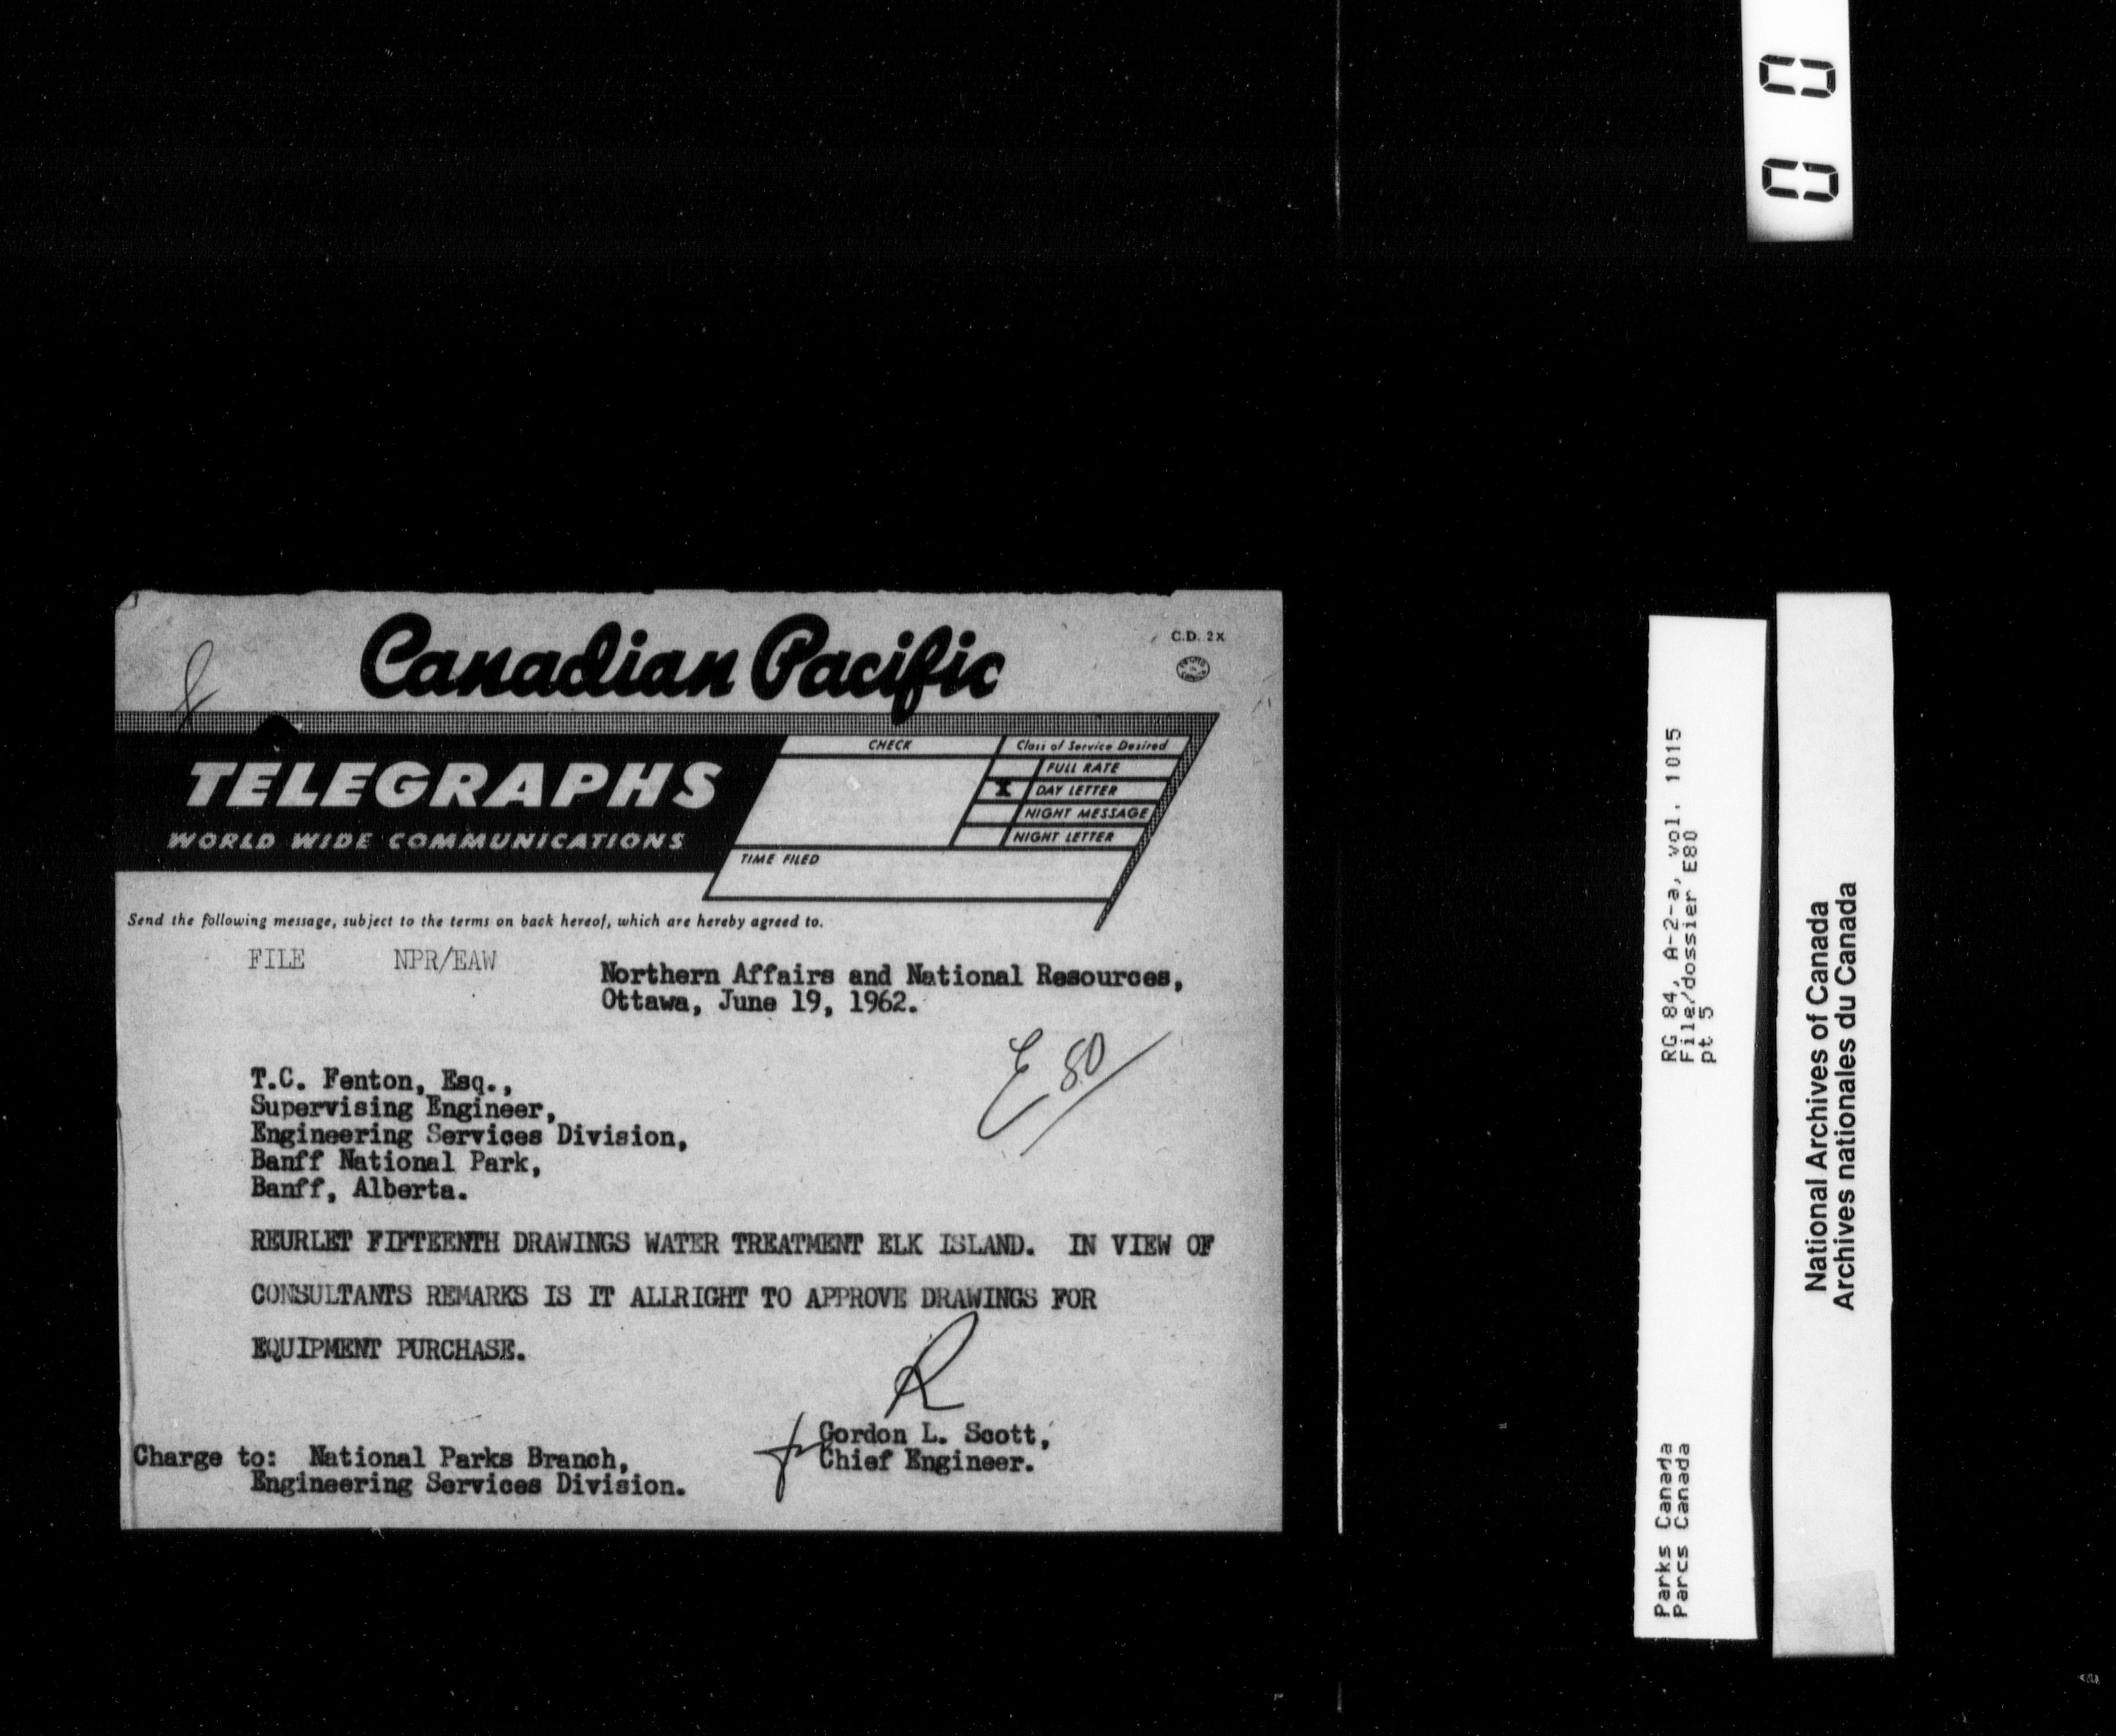 00
Canadian Pacific
C.D. 2X
TELEGRAPHS
WORLD WIDE COMMUNICATIONS
CHECK
Class of Service Desired
FULL RATE
X DAY LETTER
NIGHT MESSAGE
NIGHT LETTER
TIME FILED
Send the following message, subject to the terms on back hereof, which are hereby agreed to.
FILE NPR/EAW
Northern Affairs and National Resources,
Ottawa, June 19, 1962.
E 80
T.C. Fenton, Esq.,
Supervising Engineer,
Engineering Services Division,
Banff National Park,
Banff, Alberta.
REURLET FIFTEENTH DRAWINGS WATER TREATMENT ELK ISLAND. IN VIEW OF
CONSULTANTS REMARKS IS IT ALLRIGHT TO APPROVE DRAWINGS FOR
EQUIPMENT PURCHASE.
R
Gordon L. Scott,
Chief Engineer.
Charge to: National Parks Branch,
Engineering Services Division.
RG 84, A-2-a, vol. 1015
File/dossier E80
pt 5
Parks Canada
Parcs Canada
National Archives of Canada
Archives nationales du Canada